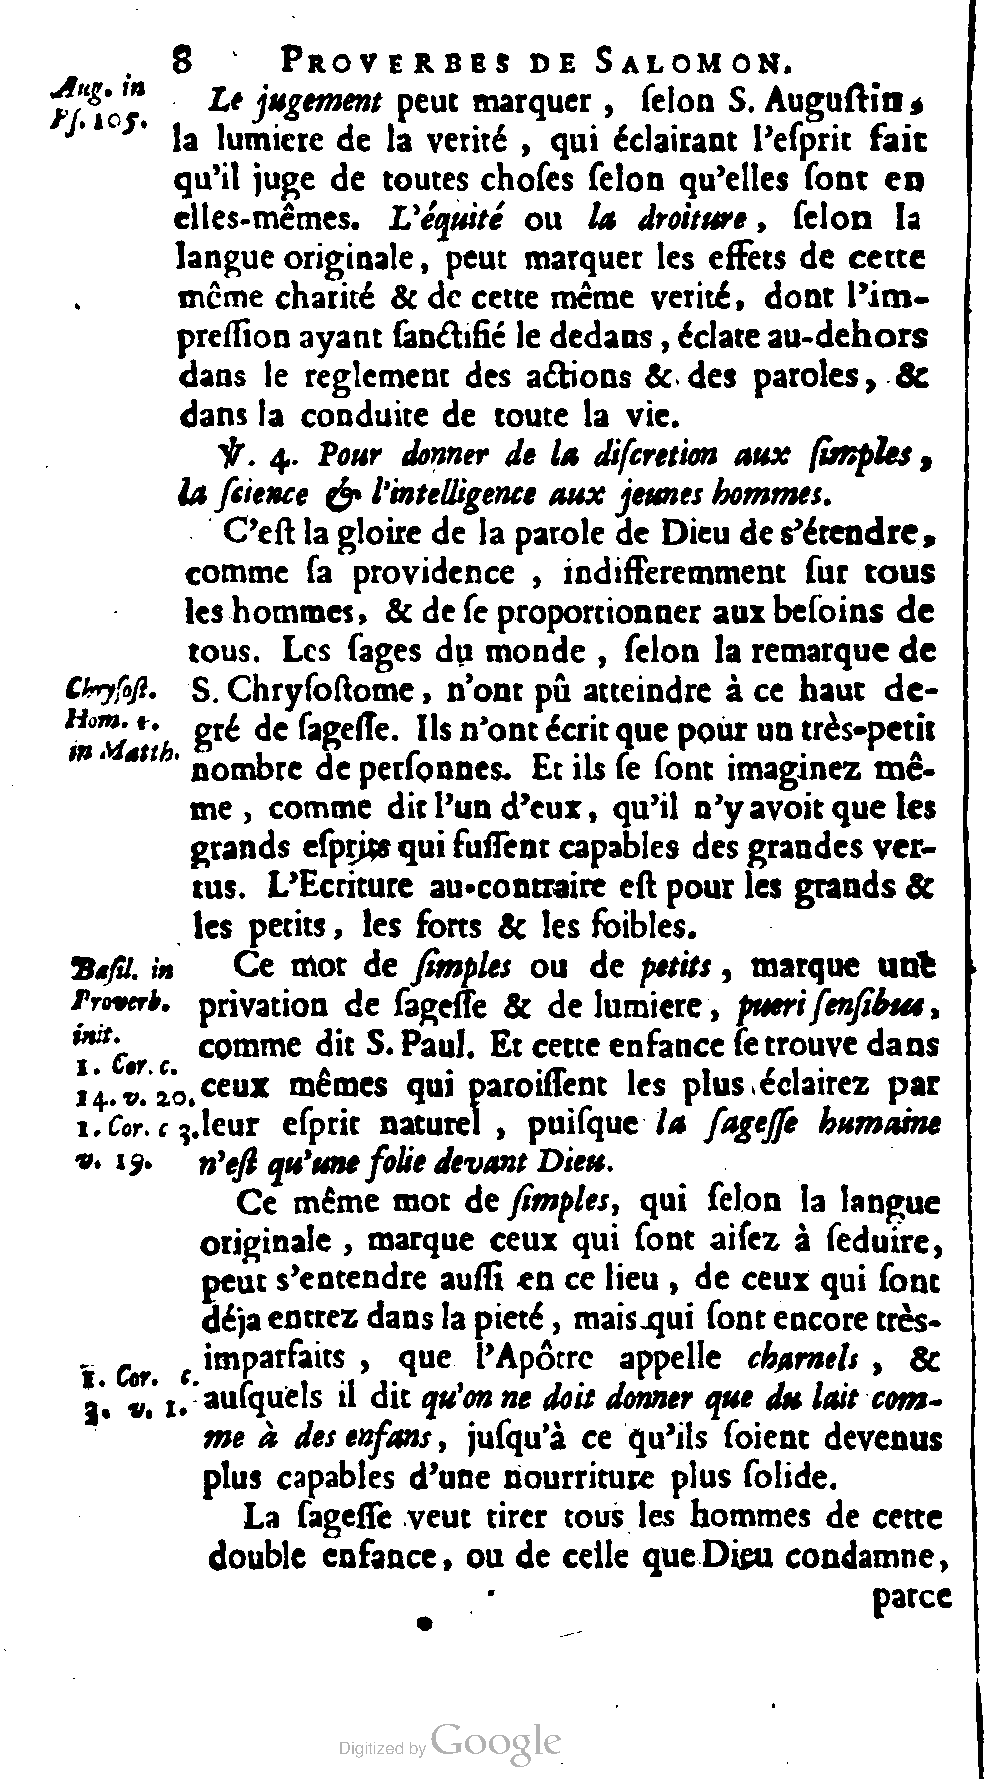 8 PROVERBES DE SALOMON.
Aug. in
Ps. 105.
Le jugement peut marquer, ſelon S. Auguſtin,
la lumiere de la verité, qui éclairant l'eſprit fait
qu'il juge de toutes choſes ſelon qu'elles ſont en
elles-mêmes. L'équité ou la droiture, ſelon la
langue originale, peut marquer les effets de cette
même charité & de cette même verité, dont l'im-
preſſion ayant ſanctifié le dedans, éclate au-dehors
dans le reglement des actions & des paroles, &
dans la conduite de toute la vie.
℣. 4. Pour donner de la diſcretion aux ſimples,
la ſcience & l'intelligence aux jeunes hommes.
C'eſt la gloire de la parole de Dieu de s'étendre,
comme ſa providence, indifferemment ſur tous
les hommes, & de ſe proportionner aux beſoins de
tous. Les ſages du monde, ſelon la remarque de
Chryſoſt.
Hom. 1.
in Matth.
S. Chryſoſtome, n'ont pû atteindre à ce haut de-
gré de ſageſſe. Ils n'ont écrit que pour un très-petit
nombre de perſonnes. Et ils ſe ſont imaginez mê-
me, comme dit l'un d'eux, qu'il n'y avoit que les
grands eſprits qui fuſſent capables des grandes ver-
tus. L'Ecriture au-contraire eſt pour les grands &
les petits, les forts & les foibles.
Baſil. in
Proverb.
init.
1. Cor. c.
14. v. 20.
1. Cor. c 3.
v. 19.
Ce mot de ſimples ou de petits, marque une
privation de ſageſſe & de lumiere, pueri ſenſibus,
comme dit S. Paul. Et cette enfance ſe trouve dans
ceux mêmes qui paroiſſent les plus éclairez par
leur eſprit naturel, puiſque la ſageſſe humaine
n'eſt qu'une folie devant Dieu.
Ce même mot de ſimples, qui ſelon la langue
originale, marque ceux qui ſont aiſez à ſeduire,
peut s'entendre auſſi en ce lieu, de ceux qui ſont
déja entrez dans la pieté, mais qui ſont encore très-
1. Cor. c.
3. v. 1.
imparfaits, que l'Apôtre appelle charnels, &
auſquels il dit qu'on ne doit donner que du lait com-
me à des enfans, juſqu'à ce qu'ils ſoient devenus
plus capables d'une nourriture plus ſolide.
La ſageſſe veut tirer tous les hommes de cette
double enfance, ou de celle que Dieu condamne,
parce
Digitized by Google